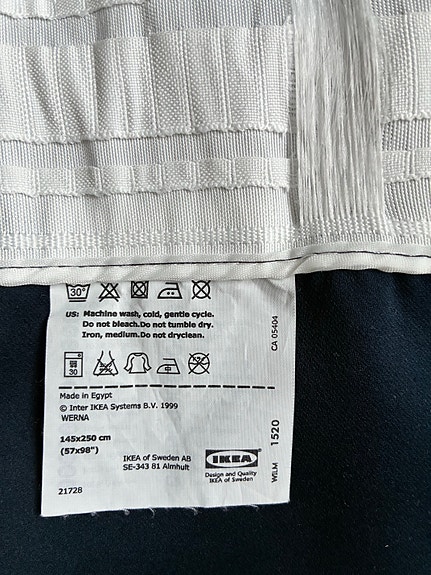 30°
US: Machine wash, cold, gentle cycle.
Do not bleach.Do not tumble dry.
Iron, medium.Do not dryclean.
CA 05404
30
Made in Egypt
© Inter IKEA Systems B.V. 1999
WERNA
145x250 cm
(57x98")
IKEA of Sweden AB
SE-343 81 Älmhult
IKEA
Design and Quality
IKEA of Sweden
21728
WILM 1520